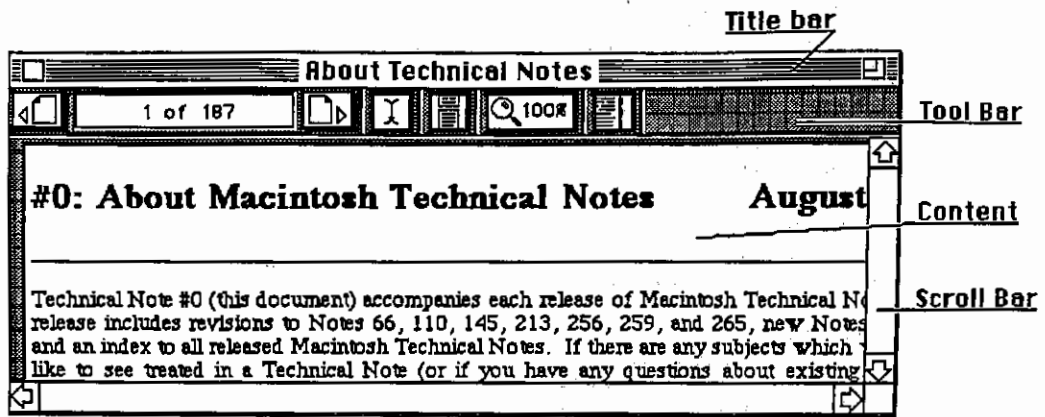 Title bar
About Technical Notes
1 of 187
100%
Tool Bar
#0: About Macintosh Technical Notes August
Content
Technical Note #0 (this document) accompanies each release of Macintosh Technical No
Scroll Bar
release includes revisions to Notes 66, 110, 145, 213, 256, 259, and 265, new Notes
and an index to all released Macintosh Technical Notes. If there are any subjects which
like to see treated in a Technical Note (or if you have any questions about existing